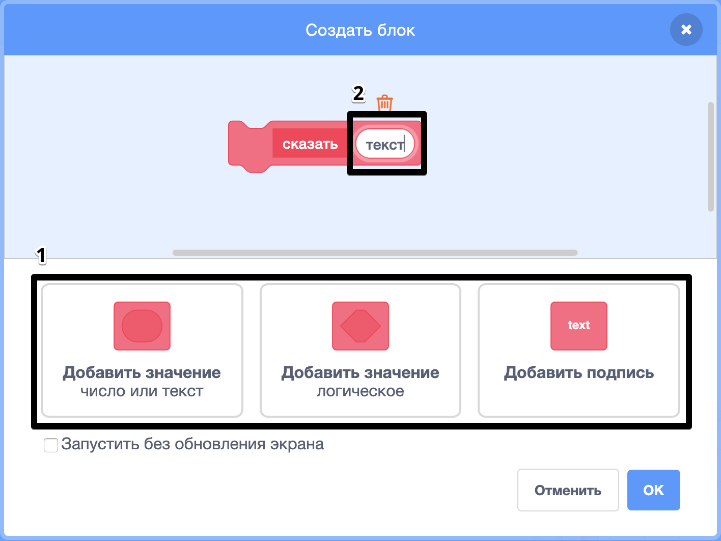 Создать блок
2
сказать текст
1
text
Добавить значение
число или текст
Добавить значение
логическое
Добавить подпись
Запустить без обновления экрана
Отменить OK